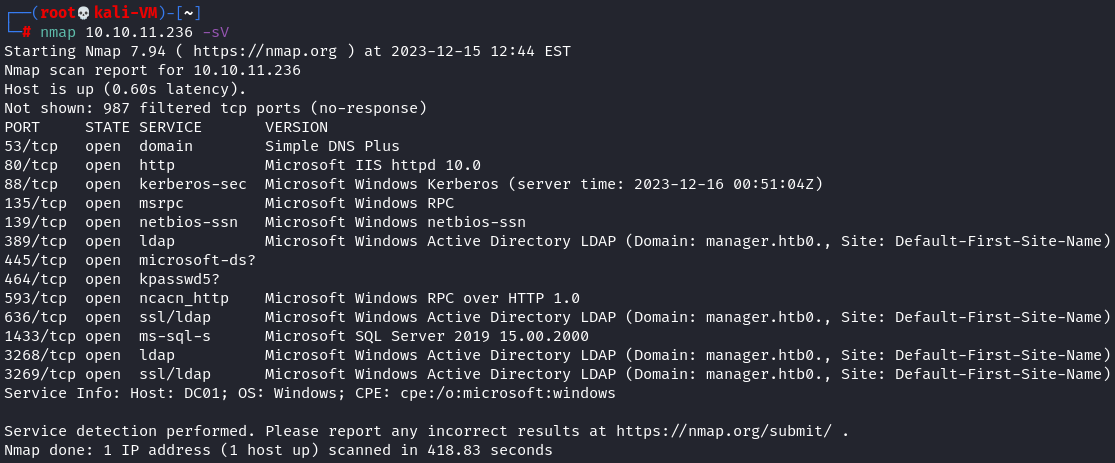 ┌──(root💀kali-VM)-[~]
└─# nmap 10.10.11.236 -sV
Starting Nmap 7.94 ( https://nmap.org ) at 2023-12-15 12:44 EST
Nmap scan report for 10.10.11.236
Host is up (0.60s latency).
Not shown: 987 filtered tcp ports (no-response)
PORT     STATE SERVICE       VERSION
53/tcp   open  domain        Simple DNS Plus
80/tcp   open  http          Microsoft IIS httpd 10.0
88/tcp   open  kerberos-sec  Microsoft Windows Kerberos (server time: 2023-12-16 00:51:04Z)
135/tcp  open  msrpc         Microsoft Windows RPC
139/tcp  open  netbios-ssn   Microsoft Windows netbios-ssn
389/tcp  open  ldap          Microsoft Windows Active Directory LDAP (Domain: manager.htb0., Site: Default-First-Site-Name)
445/tcp  open  microsoft-ds?
464/tcp  open  kpasswd5?
593/tcp  open  ncacn_http    Microsoft Windows RPC over HTTP 1.0
636/tcp  open  ssl/ldap      Microsoft Windows Active Directory LDAP (Domain: manager.htb0., Site: Default-First-Site-Name)
1433/tcp open  ms-sql-s      Microsoft SQL Server 2019 15.00.2000
3268/tcp open  ldap          Microsoft Windows Active Directory LDAP (Domain: manager.htb0., Site: Default-First-Site-Name)
3269/tcp open  ssl/ldap      Microsoft Windows Active Directory LDAP (Domain: manager.htb0., Site: Default-First-Site-Name)
Service Info: Host: DC01; OS: Windows; CPE: cpe:/o:microsoft:windows

Service detection performed. Please report any incorrect results at https://nmap.org/submit/ .
Nmap done: 1 IP address (1 host up) scanned in 418.83 seconds